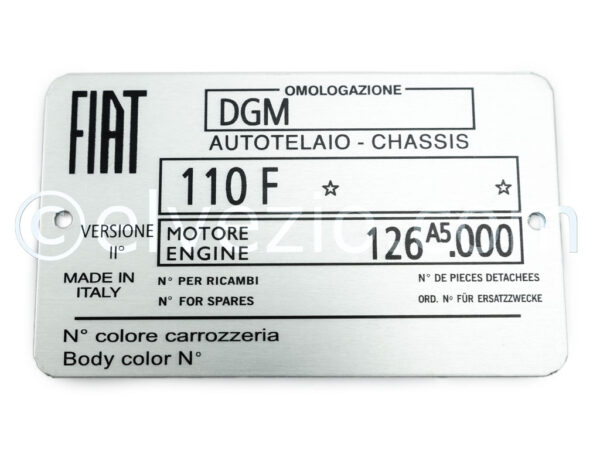 FIAT
OMOLOGAZIONE
DGM
AUTOTELAIO - CHASSIS
110 F ☆ ☆
VERSIONE
II°
MOTORE
ENGINE
126 A5.000
MADE IN
ITALY
N° PER RICAMBI
N° FOR SPARES
N° DE PIECES DETACHEES
ORD. N° FÜR ERSATZZWECKE
N° colore carrozzeria
Body color N°
©elvezio.com